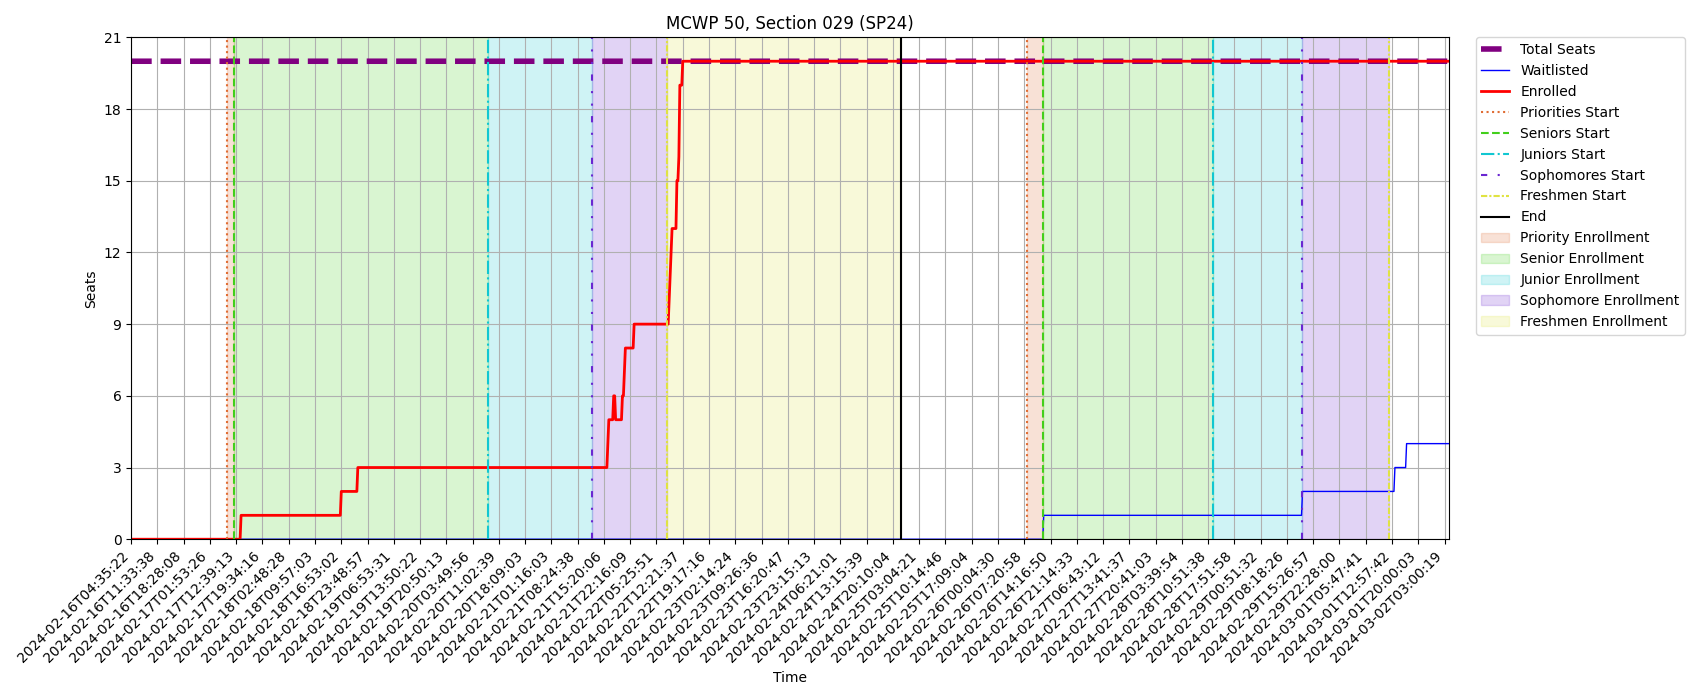 MCWP 50, Section 029 (SP24)
Seats
21
18
15
12
9
6
3
0
2024-02-16T04:35:22
2024-02-16T11:33:38
2024-02-16T18:28:08
2024-02-17T01:53:26
2024-02-17T12:39:13
2024-02-17T19:34:16
2024-02-18T02:48:28
2024-02-18T09:57:03
2024-02-18T16:53:02
2024-02-18T23:48:57
2024-02-19T06:53:31
2024-02-19T13:50:22
2024-02-19T20:50:13
2024-02-20T03:49:56
2024-02-20T11:02:39
2024-02-20T18:09:03
2024-02-21T01:16:03
2024-02-21T08:24:38
2024-02-21T15:20:06
2024-02-21T22:16:09
2024-02-22T05:25:51
2024-02-22T12:21:37
2024-02-22T19:17:16
2024-02-23T02:14:24
2024-02-23T09:26:36
2024-02-23T16:20:47
2024-02-23T23:15:13
2024-02-24T06:21:01
2024-02-24T13:15:39
2024-02-24T20:10:04
2024-02-25T03:04:21
2024-02-25T10:14:46
2024-02-25T17:09:04
2024-02-26T00:04:30
2024-02-26T07:20:58
2024-02-26T14:16:50
2024-02-26T21:14:33
2024-02-27T06:43:12
2024-02-27T13:41:37
2024-02-27T20:41:03
2024-02-28T03:39:54
2024-02-28T10:51:38
2024-02-28T17:51:58
2024-02-29T00:51:32
2024-02-29T08:18:26
2024-02-29T15:26:57
2024-02-29T22:28:00
2024-03-01T05:47:41
2024-03-01T12:57:42
2024-03-01T20:00:03
2024-03-02T03:00:19
Time
Total Seats
Waitlisted
Enrolled
Priorities Start
Seniors Start
Juniors Start
Sophomores Start
Freshmen Start
End
Priority Enrollment
Senior Enrollment
Junior Enrollment
Sophomore Enrollment
Freshmen Enrollment